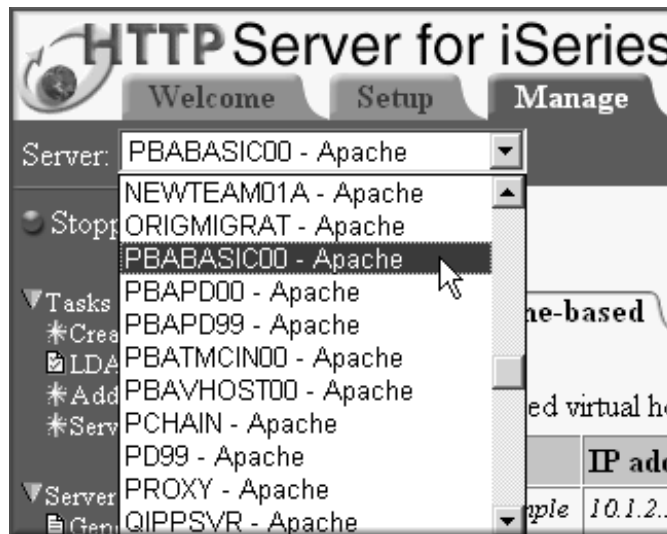 HTTP Server for iSeries
Welcome Setup Manage
Server: PBABASIC00 - Apache
NEWTEAM01A - Apache
ORIGMIGRAT - Apache
PBABASIC00 - Apache
PBAPD00 - Apache
PBAPD99 - Apache
PBATMCIN00 - Apache
PBAVHOST00 - Apache
PCHAIN - Apache
PD99 - Apache
PROXY - Apache
QIPPSVR - Apache
Tasks
Server
IP
10.1.2.